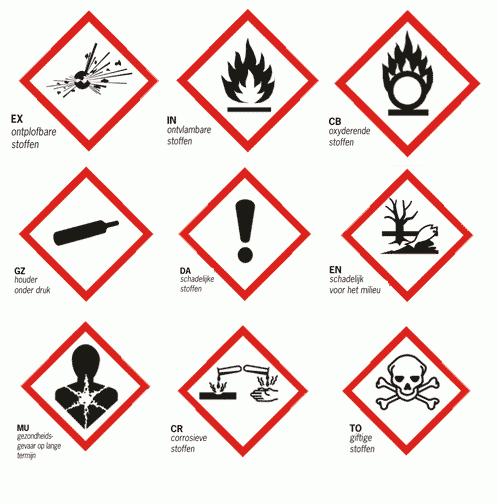 EX
ontplofbare
stoffen
IN
ontvlambare
stoffen
CB
oxyderende
stoffen
GZ
houder
onder druk
DA
schadelijke
stoffen
EN
schadelijk
voor het milieu
MU
gezondheids-
gevaar op lange
termijn
CR
corrosieve
stoffen
TO
giftige
stoffen